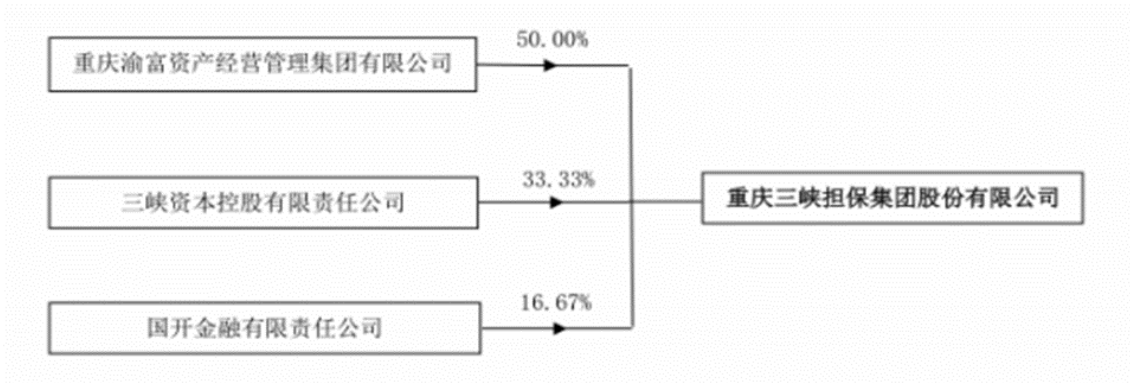 50.00%
重庆渝富资产经营管理集团有限公司
33.33%
三峡资本控股有限责任公司
重庆三峡担保集团股份有限公司
16.67%
国开金融有限责任公司